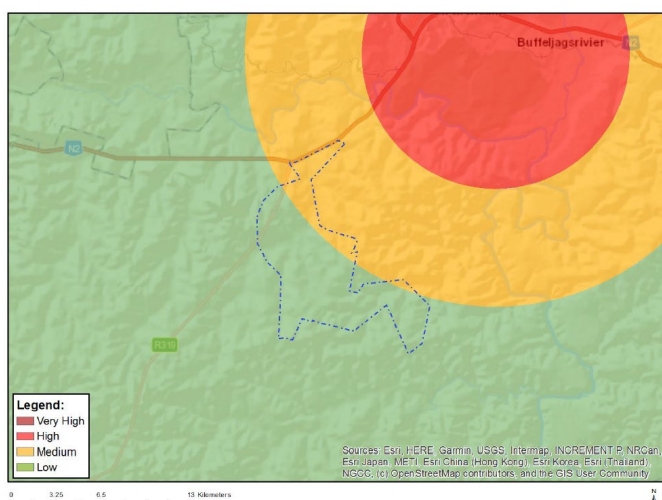 Buffeljagsrivier
N2
N2
R319
Legend:
Very High
High
Medium
Low
Sources: Esri, HERE, Garmin, USGS, Intermap, INCREMENT P, NRCan,
Esri Japan, METI, Esri China (Hong Kong), Esri Korea, Esri (Thailand),
NGCC, (c) OpenStreetMap contributors, and the GIS User Community
0 3.25 6.5 13 Kilometers
N